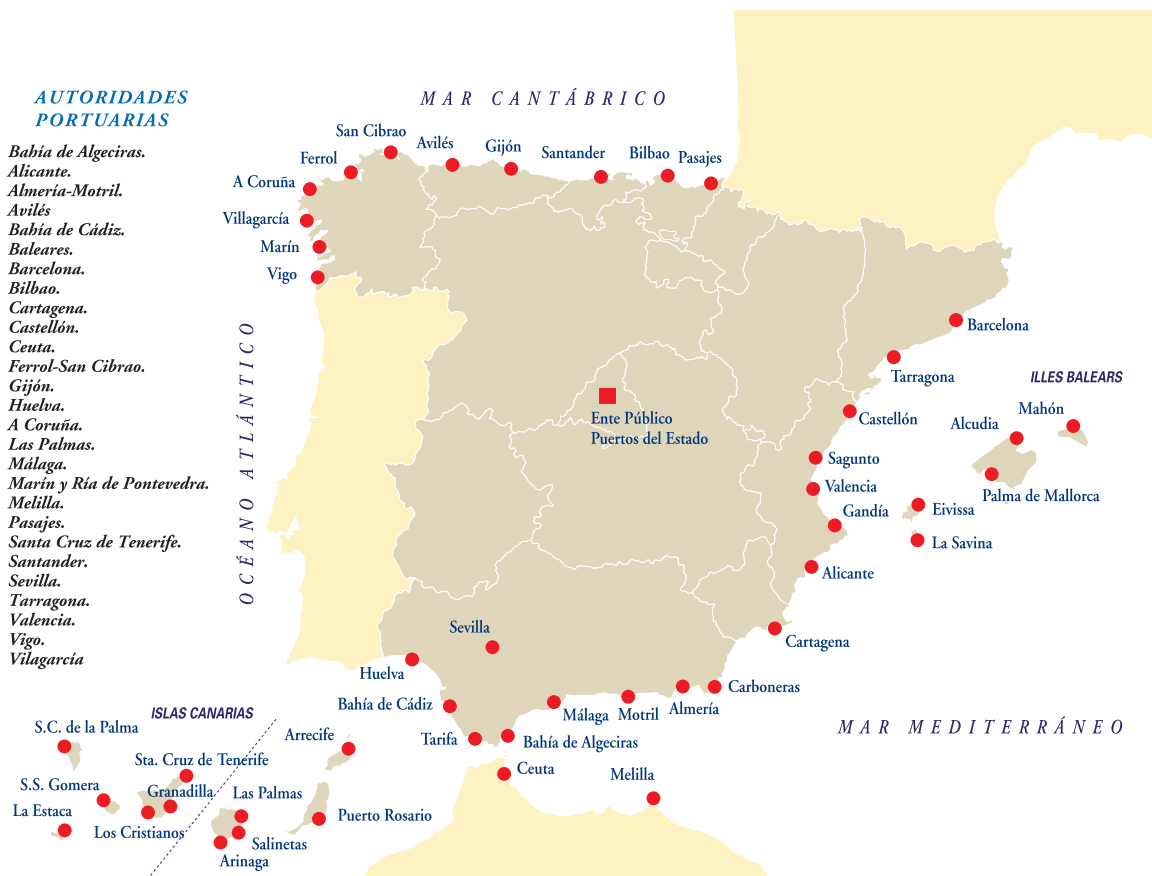 AUTORIDADES
PORTUARIAS
Bahía de Algeciras.
Alicante.
Almería-Motril.
Avilés
Bahía de Cádiz.
Baleares.
Barcelona.
Bilbao.
Cartagena.
Castellón.
Ceuta.
Ferrol-San Cibrao.
Gijón.
Huelva.
A Coruña.
Las Palmas.
Málaga.
Marín y Ría de Pontevedra.
Melilla.
Pasajes.
Santa Cruz de Tenerife.
Santander.
Sevilla.
Tarragona.
Valencia.
Vigo.
Vilagarcía
MAR CANTÁBRICO
San Cibrao
Avilés
Gijón
Santander
Bilbao
Pasajes
Ferrol
A Coruña
Villagarcía
Marín
Vigo
OCÉANO ATLÁNTICO
Barcelona
Tarragona
ILLES BALEARS
Mahón
Alcudia
Castellón
Ente Público
Puertos del Estado
Sagunto
Valencia
Palma de Mallorca
Gandía
Eivissa
La Savina
Alicante
Sevilla
Cartagena
Huelva
Carboneras
Bahía de Cádiz
Málaga
Motril
Almería
MAR MEDITERRÁNEO
Tarifa
Bahía de Algeciras
Ceuta
Melilla
ISLAS CANARIAS
S.C. de la Palma
Arrecife
Sta. Cruz de Tenerife
S.S. Gomera
Granadilla
Las Palmas
La Estaca
Los Cristianos
Puerto Rosario
Salinetas
Arinaga